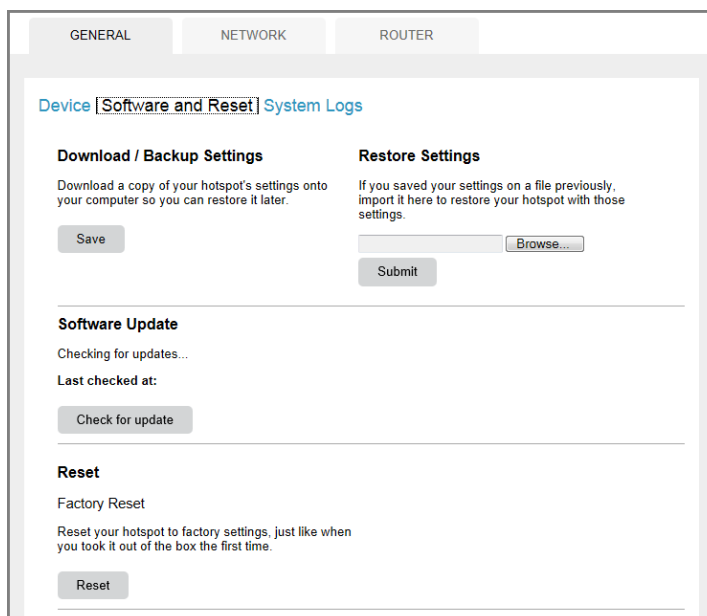 GENERAL NETWORK ROUTER
Device Software and Reset System Logs
Download / Backup Settings
Download a copy of your hotspot's settings onto
your computer so you can restore it later.
Save
Restore Settings
If you saved your settings on a file previously,
import it here to restore your hotspot with those
settings.
Browse...
Submit
Software Update
Checking for updates...
Last checked at:
Check for update
Reset
Factory Reset
Reset your hotspot to factory settings, just like when
you took it out of the box the first time.
Reset